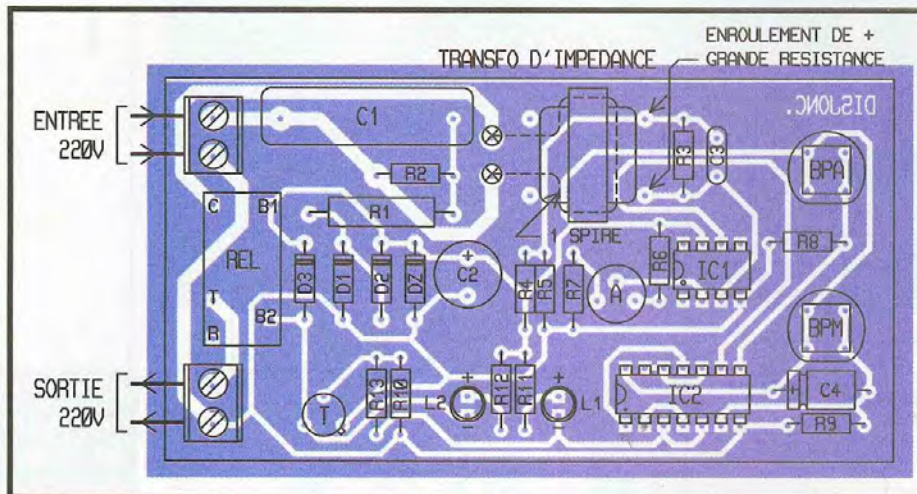 ENROULEMENT DE +
GRANDE RESISTANCE
TRANSFO D'IMPEDANCE
DISJONC.
ENTREE
220V
C1
R2
R3
C3
BPA
C
B1
R1
1 SPIRE
REL
D3
D1
D2
DZ
+
C2
R4
R5
R7
A
R6
IC1
R8
T
R
B2
BPM
SORTIE
220V
T
R13
R10
+
L2
-
R12
R11
+
L1
-
IC2
+
C4
R9